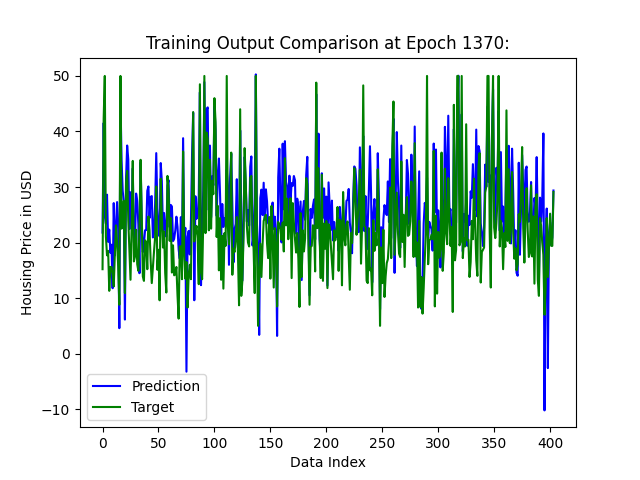 Training Output Comparison at Epoch 1370:
Housing Price in USD
50
40
30
20
10
0
−10
Prediction
Target
0 50 100 150 200 250 300 350 400
Data Index